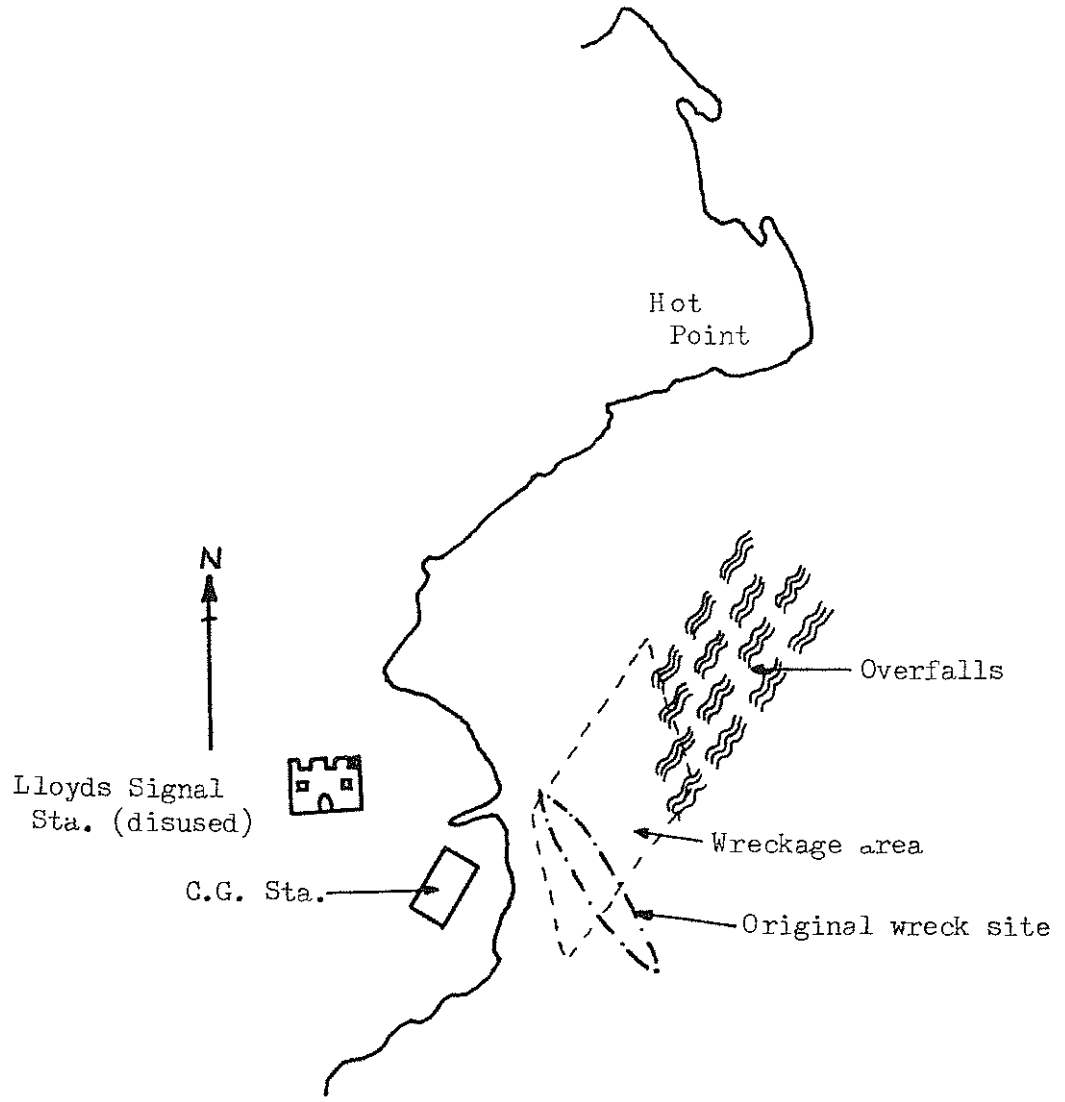 Hot
Point
N
Overfalls
Lloyds Signal
Sta. (disused)
Wreckage area
C.G. Sta.
Original wreck site